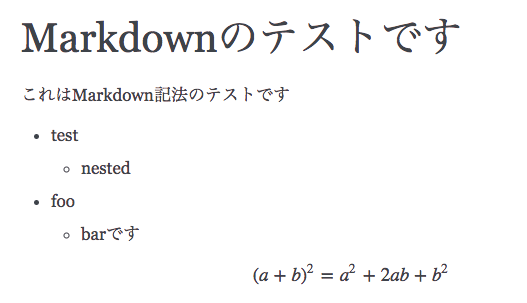 Markdownのテストです
これはMarkdown記法のテストです
test
nested
foo
barです
(a + b)² = a² + 2ab + b²